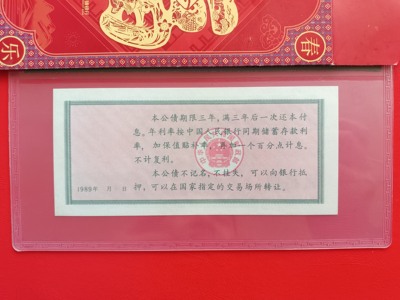 乐
春
本公债期限三年,满三年后一次还本付
息。年利率按中国人民银行同期储蓄存款利
率,加保值贴补率,再加一个百分点计息。
不计复利。
本公债不记名,不挂失,可以向银行抵
押,可以在国家指定的交易场所转让。
1989年 月 日